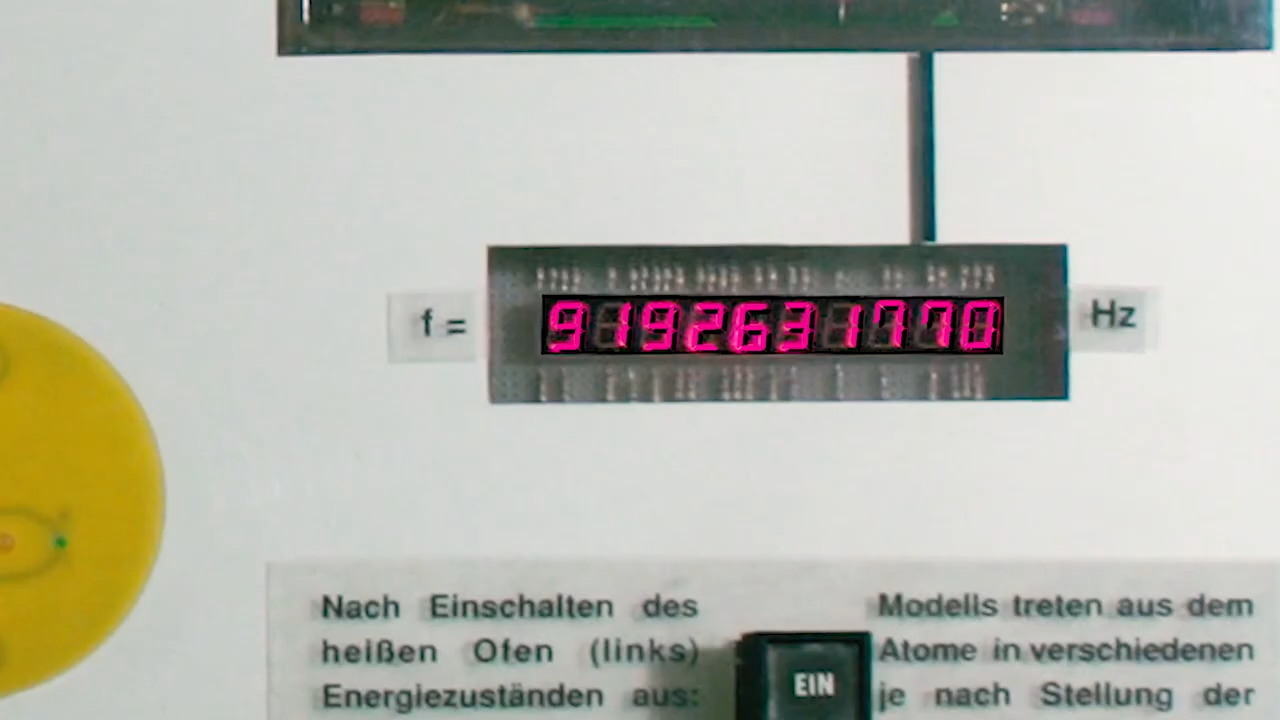 f = 9192631770 Hz
Nach Einschalten des
heißen Ofen (links)
Energiezuständen aus:
EIN
Modells treten aus dem
Atome in verschiedenen
je nach Stellung der